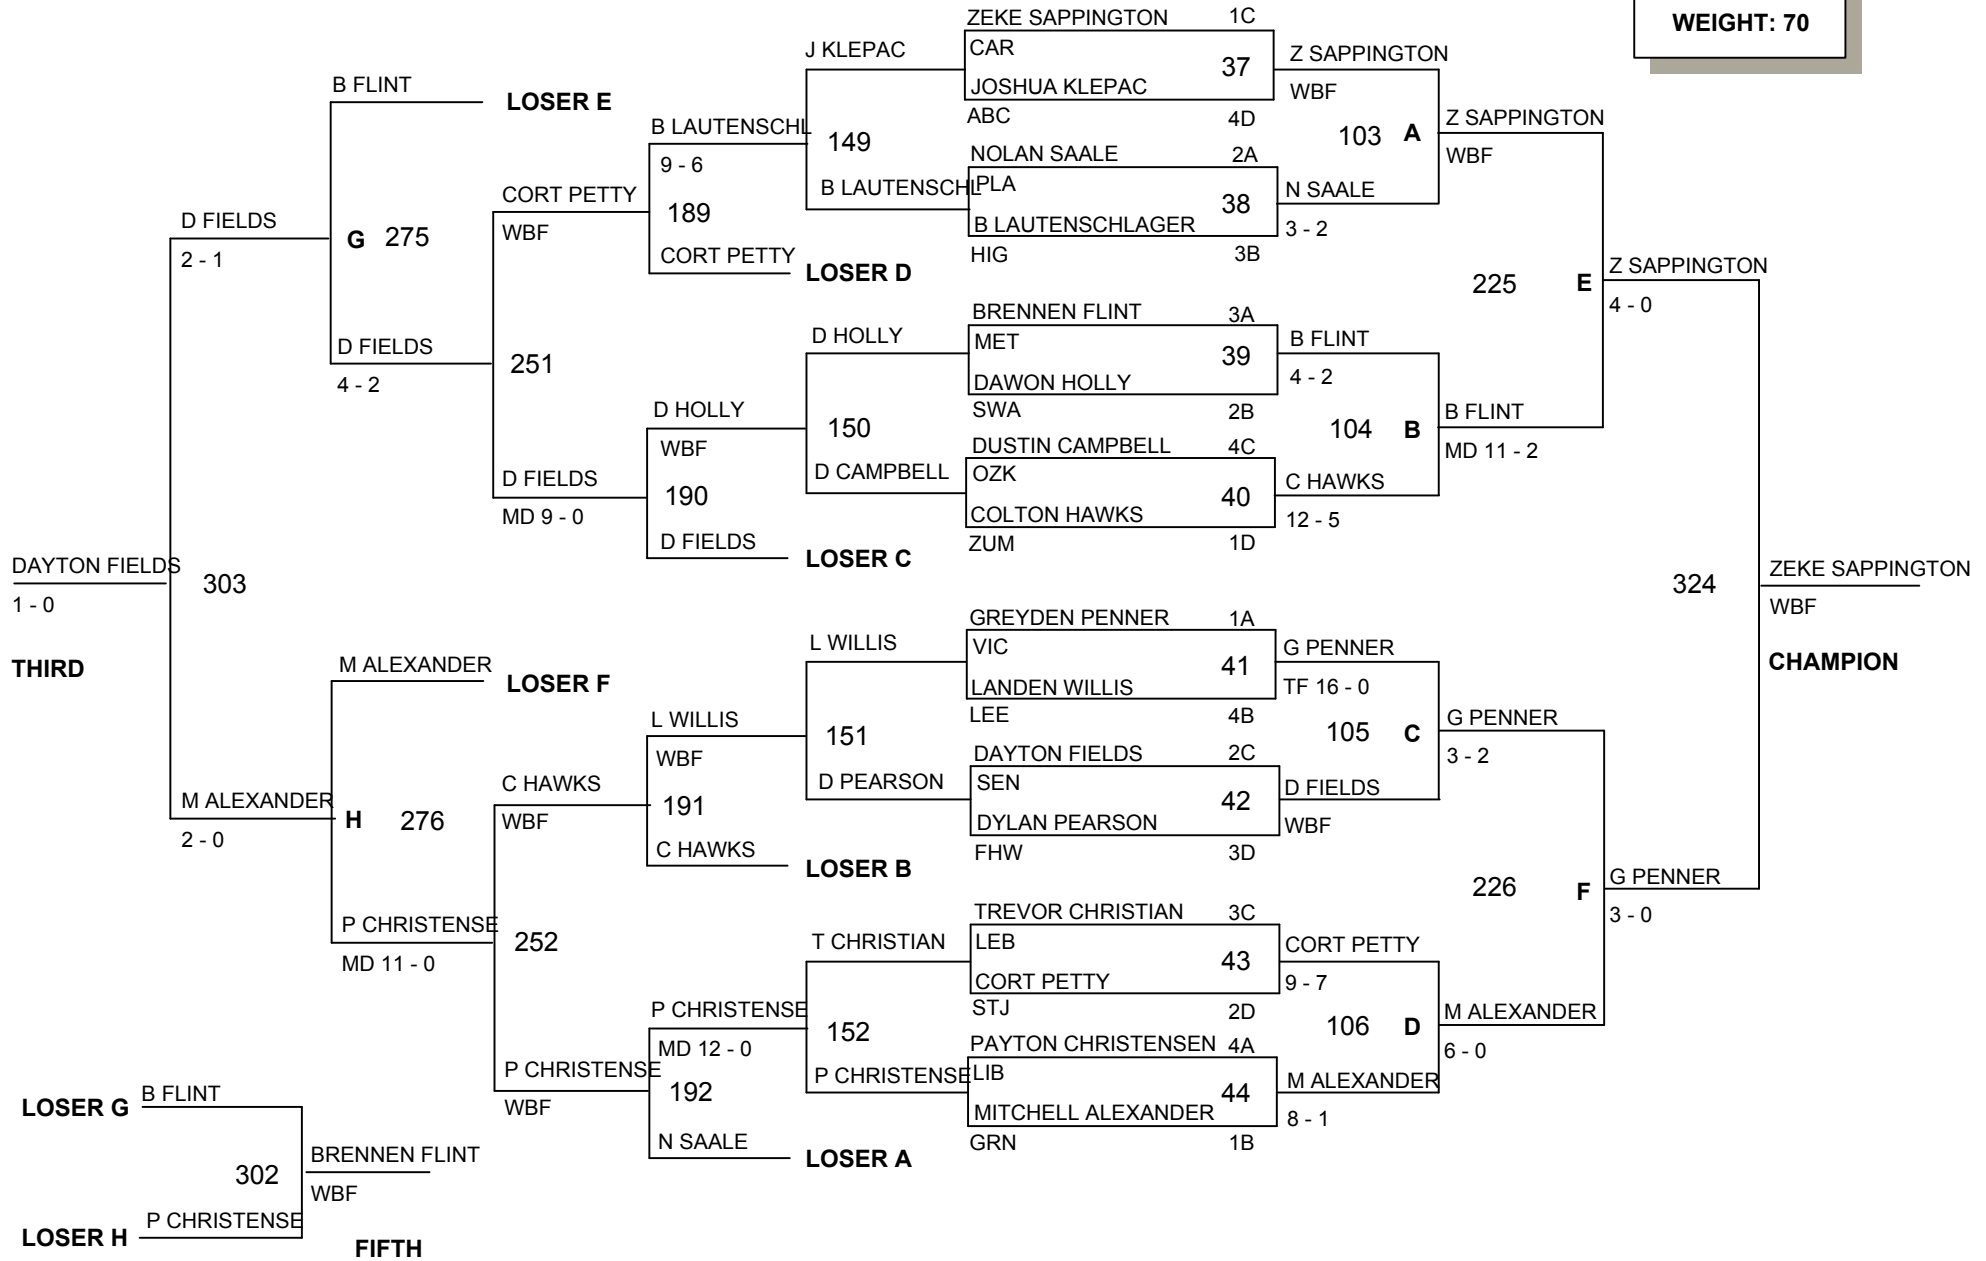 WEIGHT: 70
ZEKE SAPPINGTON 1C
CAR
37
JOSHUA KLEPAC
ABC 4D
NOLAN SAALE 2A
PLA
38
B LAUTENSCHLAGER
HIG 3B
BRENNEN FLINT 3A
MET
39
DAWON HOLLY
SWA 2B
DUSTIN CAMPBELL 4C
OZK
40
COLTON HAWKS
ZUM 1D
GREYDEN PENNER 1A
VIC
41
LANDEN WILLIS
LEE 4B
DAYTON FIELDS 2C
SEN
42
DYLAN PEARSON
FHW 3D
TREVOR CHRISTIAN 3C
LEB
43
CORT PETTY
STJ 2D
PAYTON CHRISTENSEN 4A
LIB
44
MITCHELL ALEXANDER
GRN 1B
Z SAPPINGTON
WBF
103 A
N SAALE
3 - 2
B FLINT
4 - 2
104 B
C HAWKS
12 - 5
G PENNER
TF 16 - 0
105 C
D FIELDS
WBF
CORT PETTY
9 - 7
106 D
M ALEXANDER
8 - 1
Z SAPPINGTON
WBF
225 E
B FLINT
MD 11 - 2
G PENNER
3 - 2
226 F
M ALEXANDER
6 - 0
Z SAPPINGTON
4 - 0
324
G PENNER
3 - 0
ZEKE SAPPINGTON
WBF
CHAMPION
J KLEPAC
149
B LAUTENSCHL
D HOLLY
150
D CAMPBELL
L WILLIS
151
D PEARSON
T CHRISTIAN
152
P CHRISTENSE
B LAUTENSCHL
9 - 6
189
CORT PETTY
LOSER D
D HOLLY
WBF
190
D FIELDS
LOSER C
L WILLIS
WBF
191
C HAWKS
LOSER B
P CHRISTENSE
MD 12 - 0
192
N SAALE
LOSER A
CORT PETTY
WBF
251
D FIELDS
MD 9 - 0
C HAWKS
WBF
252
P CHRISTENSE
WBF
B FLINT
LOSER E
G 275
D FIELDS
4 - 2
M ALEXANDER
LOSER F
H 276
P CHRISTENSE
MD 11 - 0
D FIELDS
2 - 1
303
M ALEXANDER
2 - 0
DAYTON FIELDS
1 - 0
THIRD
LOSER G B FLINT
302
LOSER H P CHRISTENSE
BRENNEN FLINT
WBF
FIFTH